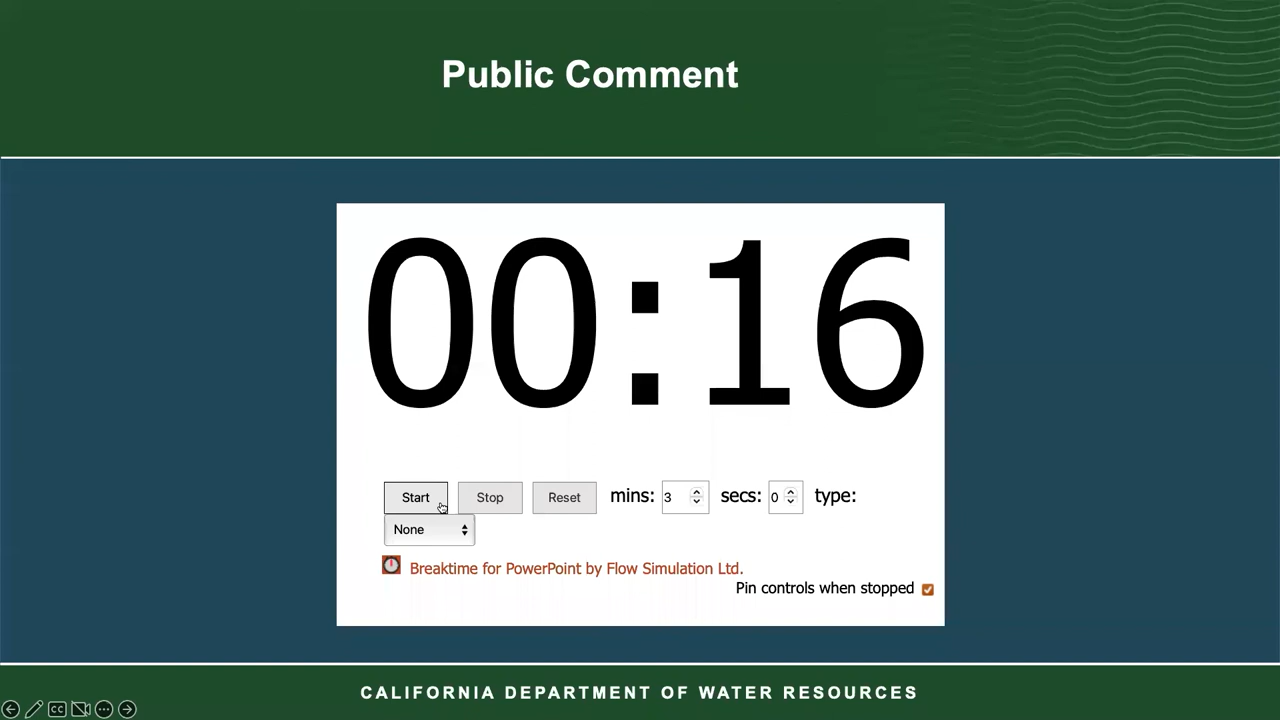 Public Comment
00:16
Start Stop Reset mins: 3 secs: 0 type:
None
Breaktime for PowerPoint by Flow Simulation Ltd.
Pin controls when stopped
CALIFORNIA DEPARTMENT OF WATER RESOURCES
CC